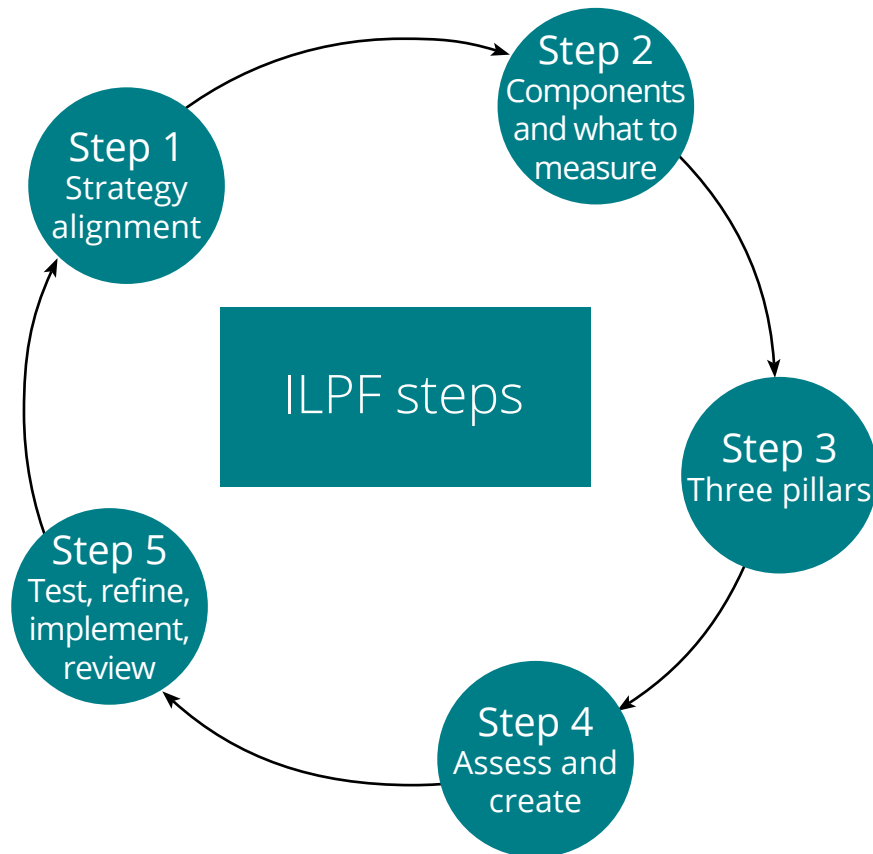 Step 1
Strategy
alignment
Step 2
Components
and what to
measure
ILPF steps
Step 3
Three pillars
Step 4
Assess and
create
Step 5
Test, refine,
implement,
review